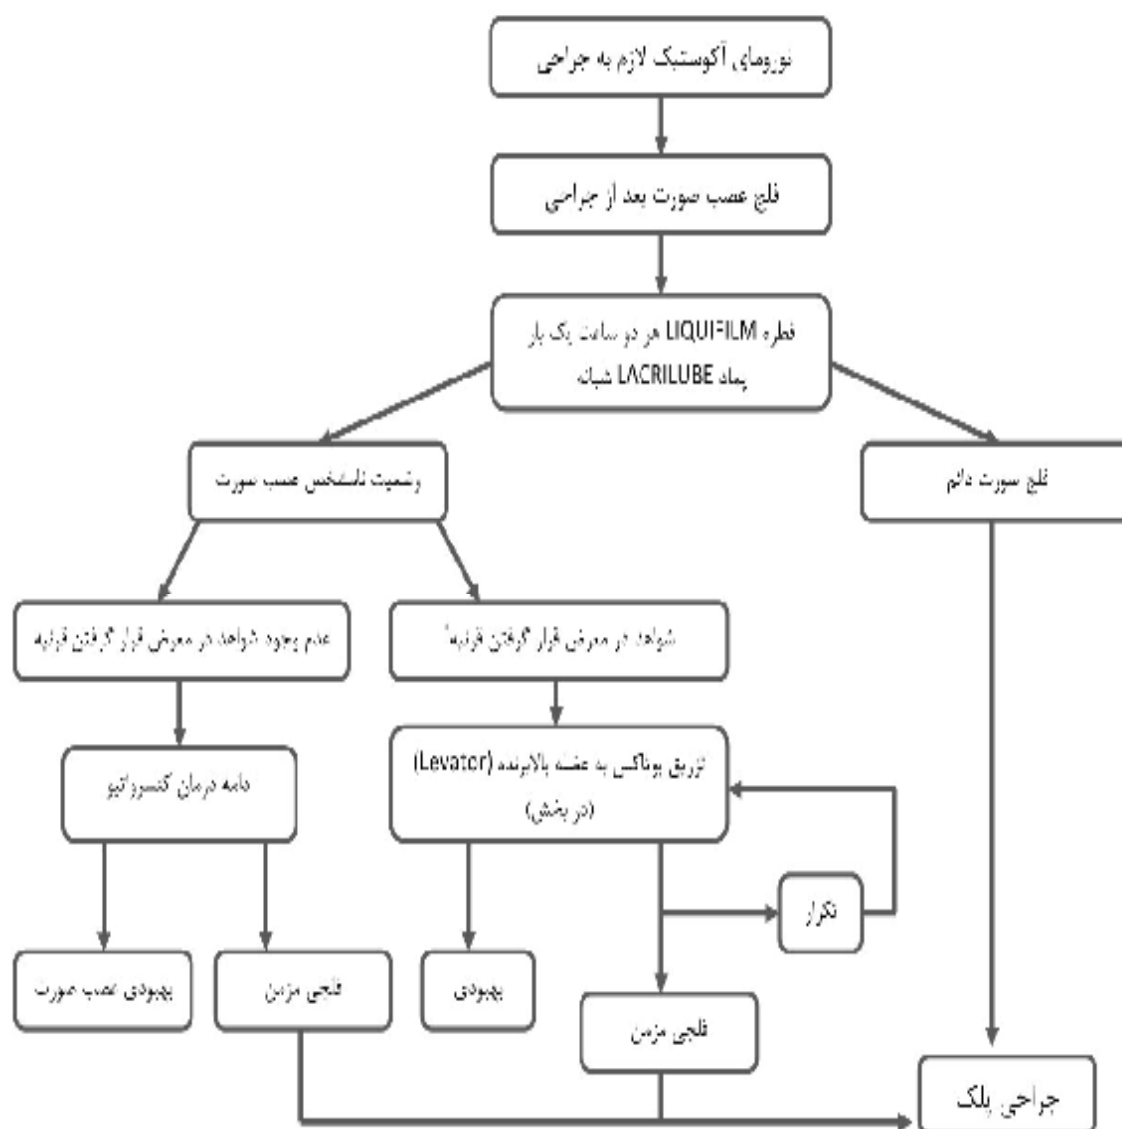 نورومای آکوستیک لازم به جراحی
فلج عصب صورت بعد از جراحی
قطره LIQUIFILM هر دو ساعت یک بار
پماد LACRILUBE شبانه
وضعیت نامشخص عصب صورت
فلج صورت دائم
عدم وجود شواهد در معرض قرار گرفتن قرنیه
شواهد در معرض قرار گرفتن قرنیه*
تزریق بوتاکس به عضله بالابرنده (Levator)
(در بخش)
دامه درمان کنسرواتیو
تکرار
بهبودی عصب صورت
فلجی مزمن
بهبودی
فلجی مزمن
جراحی پلک